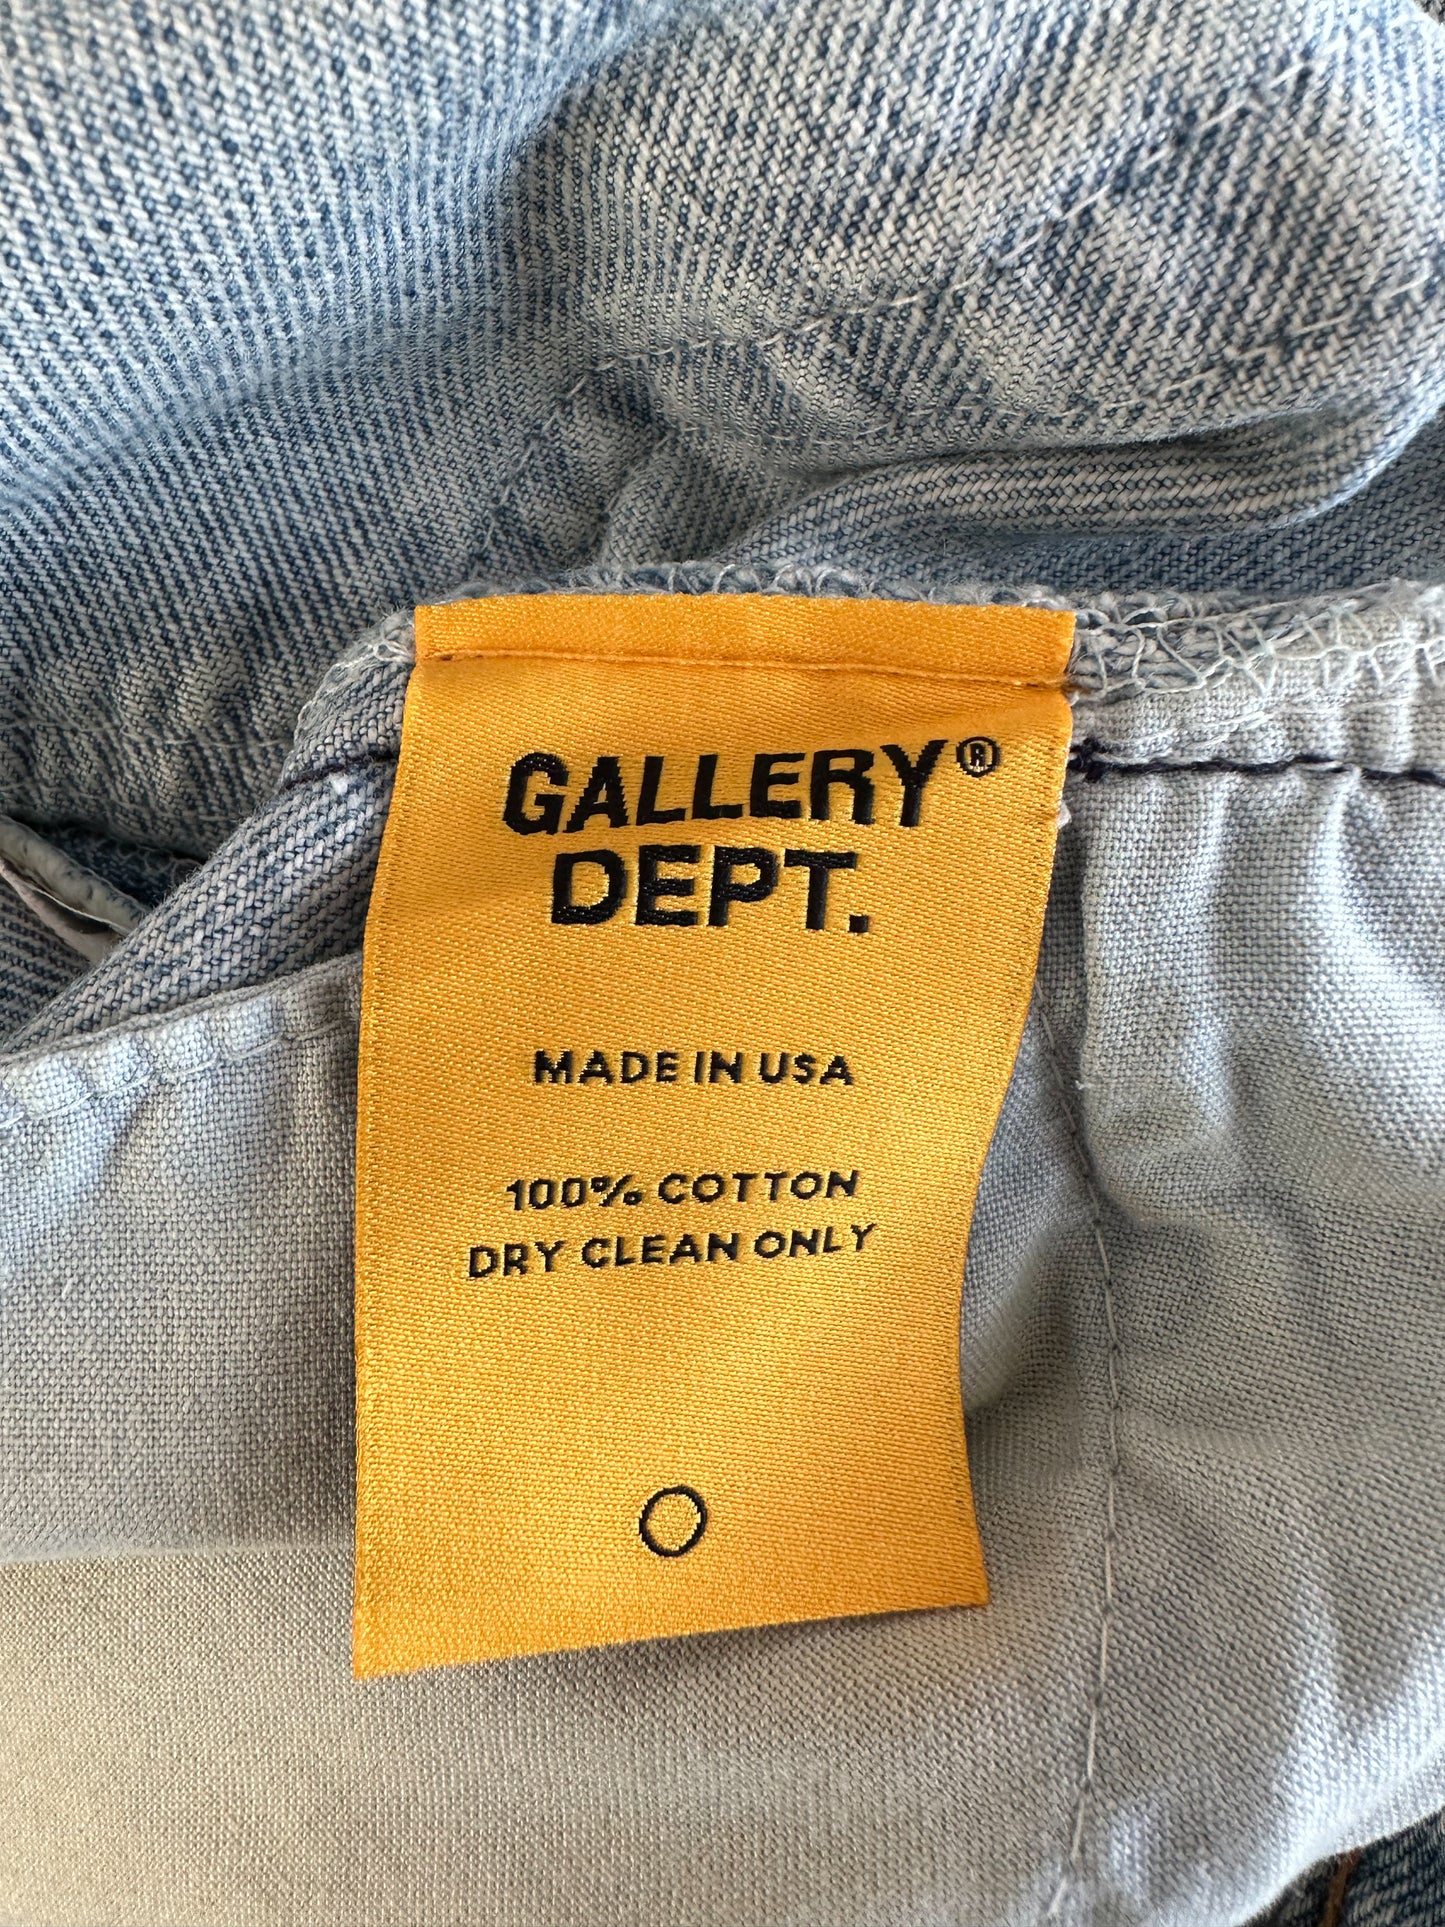 GALLERY®
DEPT.
MADE IN USA
100% COTTON
DRY CLEAN ONLY